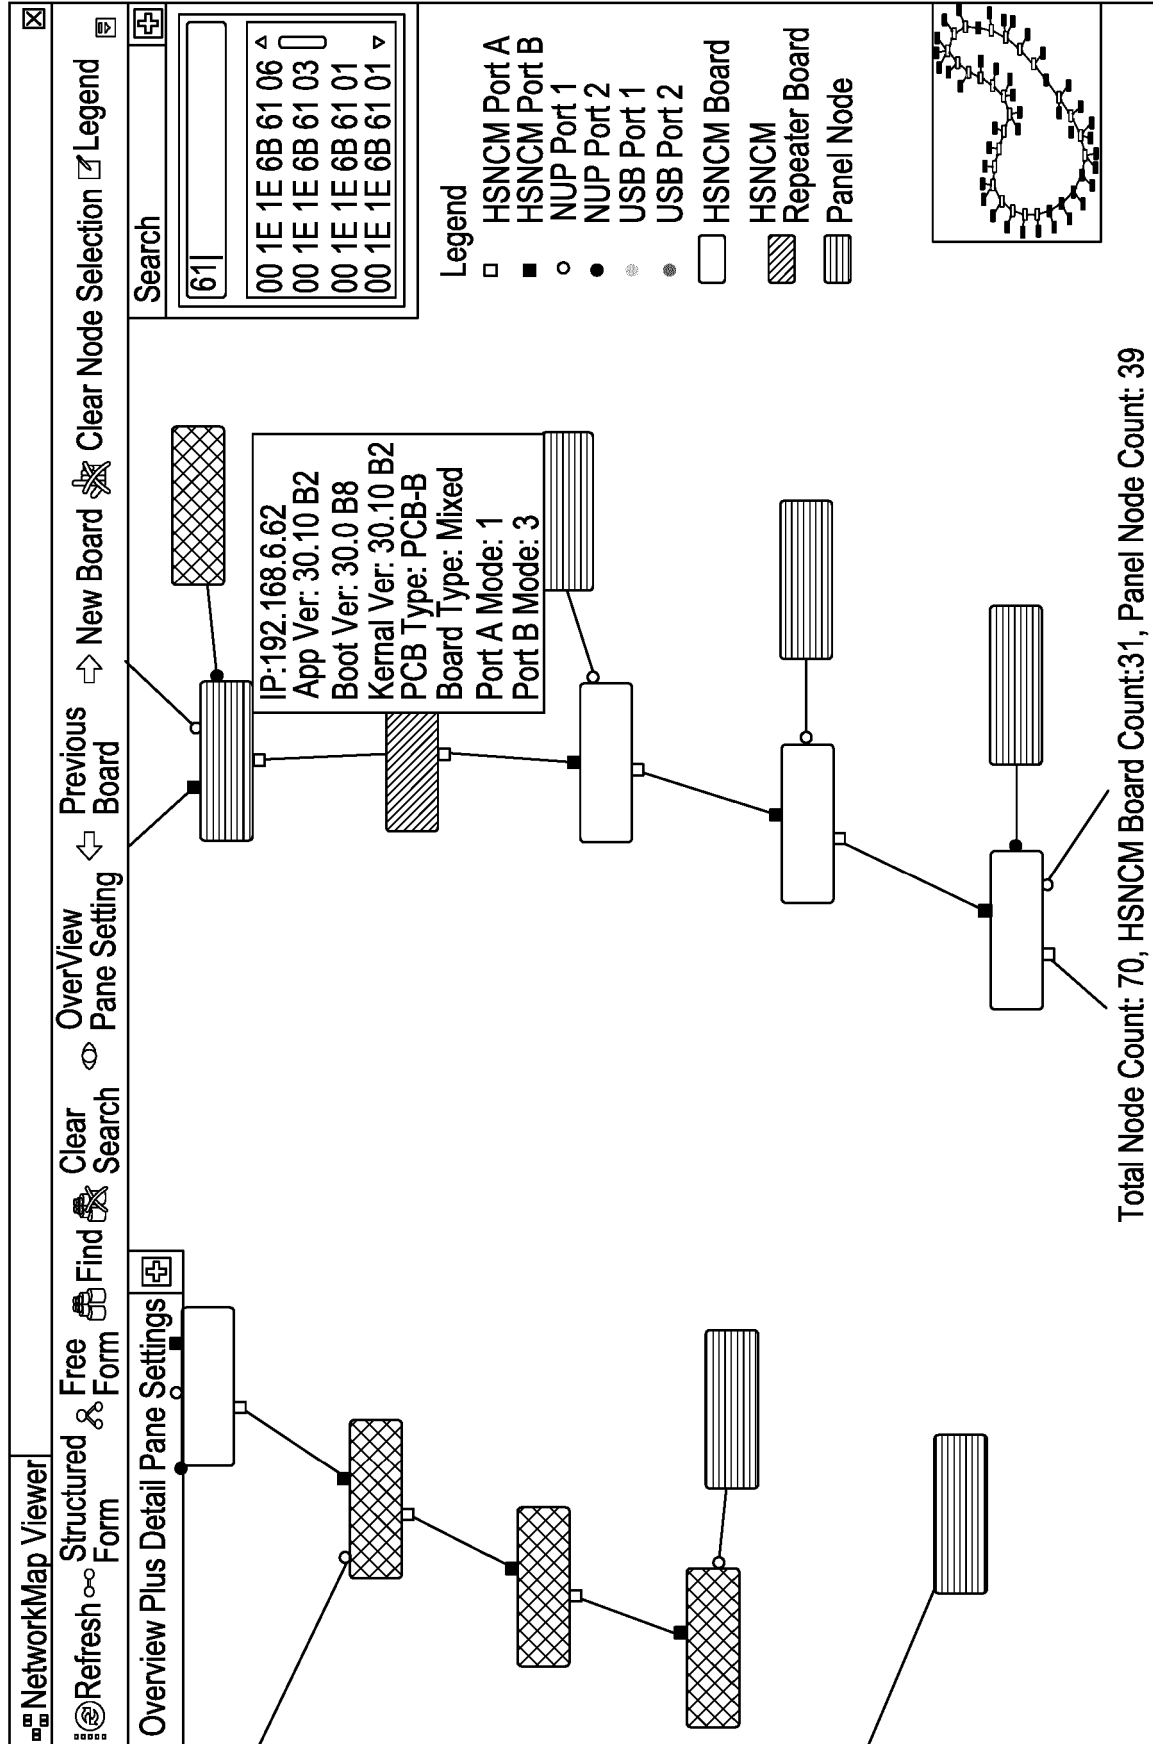 NetworkMap Viewer
Refresh
Structured
Form
Free
Form
Find
Clear
Search
OverView
Pane Setting
Previous
Board
New Board
Clear Node Selection
Legend
Overview Plus Detail Pane Settings
Search
61
00 1E 1E 6B 61 06
00 1E 1E 6B 61 03
00 1E 1E 6B 61 01
00 1E 1E 6B 61 01
IP:192.168.6.62
App Ver: 30.10 B2
Boot Ver: 30.0 B8
Kernal Ver: 30.10 B2
PCB Type: PCB-B
Board Type: Mixed
Port A Mode: 1
Port B Mode: 3
Legend
HSNCM Port A
HSNCM Port B
NUP Port 1
NUP Port 2
USB Port 1
USB Port 2
HSNCM Board
HSNCM
Repeater Board
Panel Node
Total Node Count: 70, HSNCM Board Count:31, Panel Node Count: 39